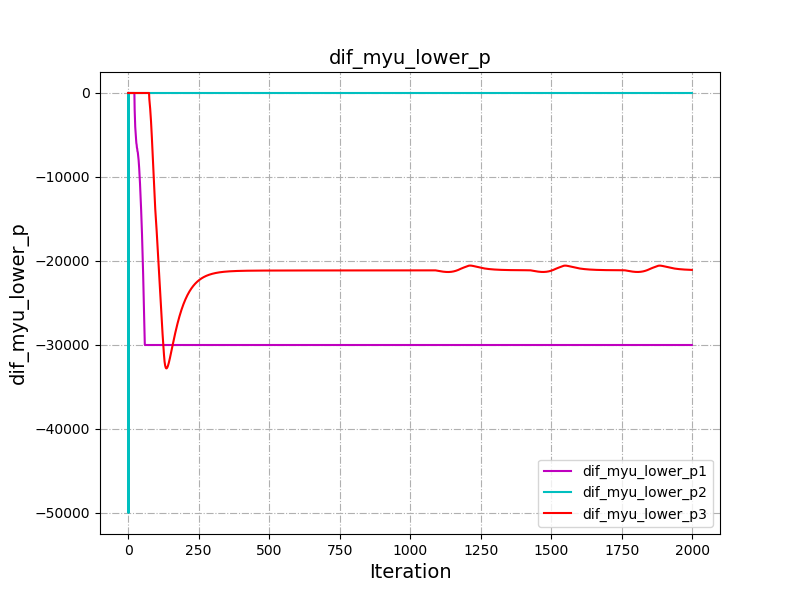 dif_myu_lower_p
dif_myu_lower_p
0
−10000
−20000
−30000
−40000
−50000
dif_myu_lower_p1
dif_myu_lower_p2
dif_myu_lower_p3
0 250 500 750 1000 1250 1500 1750 2000
Iteration